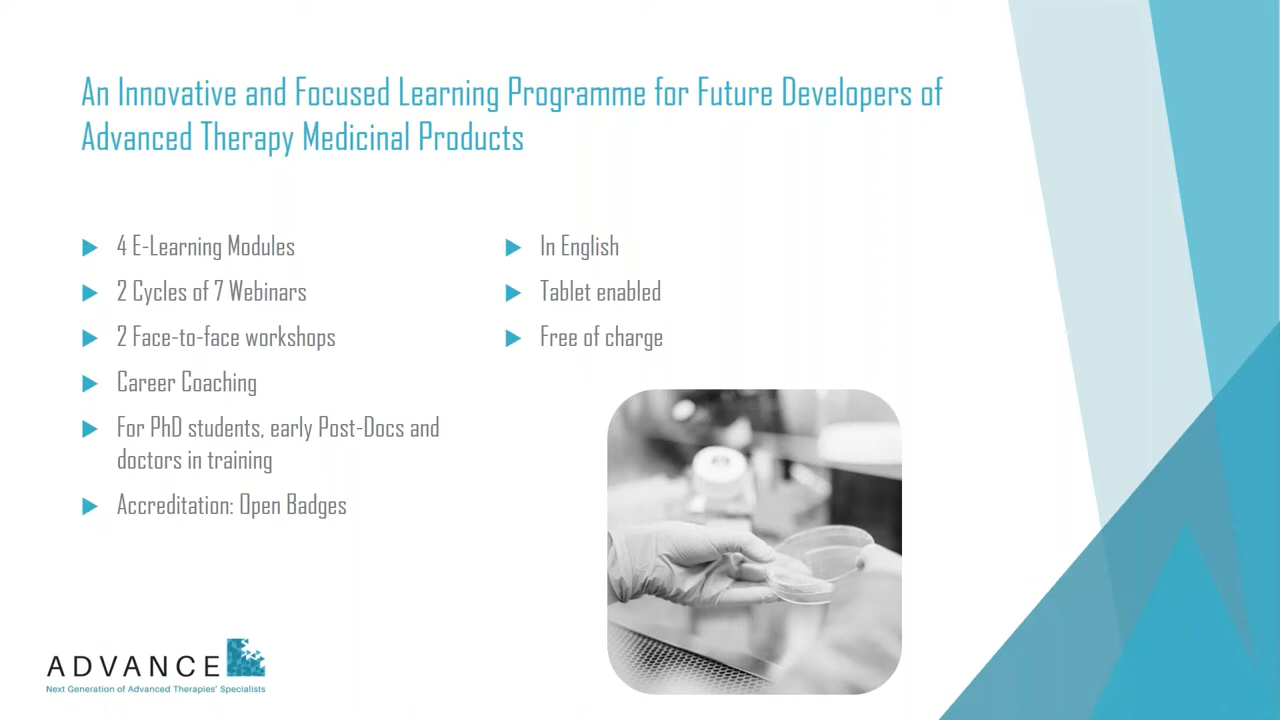 An Innovative and Focused Learning Programme for Future Developers of
Advanced Therapy Medicinal Products
4 E-Learning Modules
2 Cycles of 7 Webinars
2 Face-to-face workshops
Career Coaching
For PhD students, early Post-Docs and
doctors in training
Accreditation: Open Badges
In English
Tablet enabled
Free of charge
ADVANCE
Next Generation of Advanced Therapies' Specialists